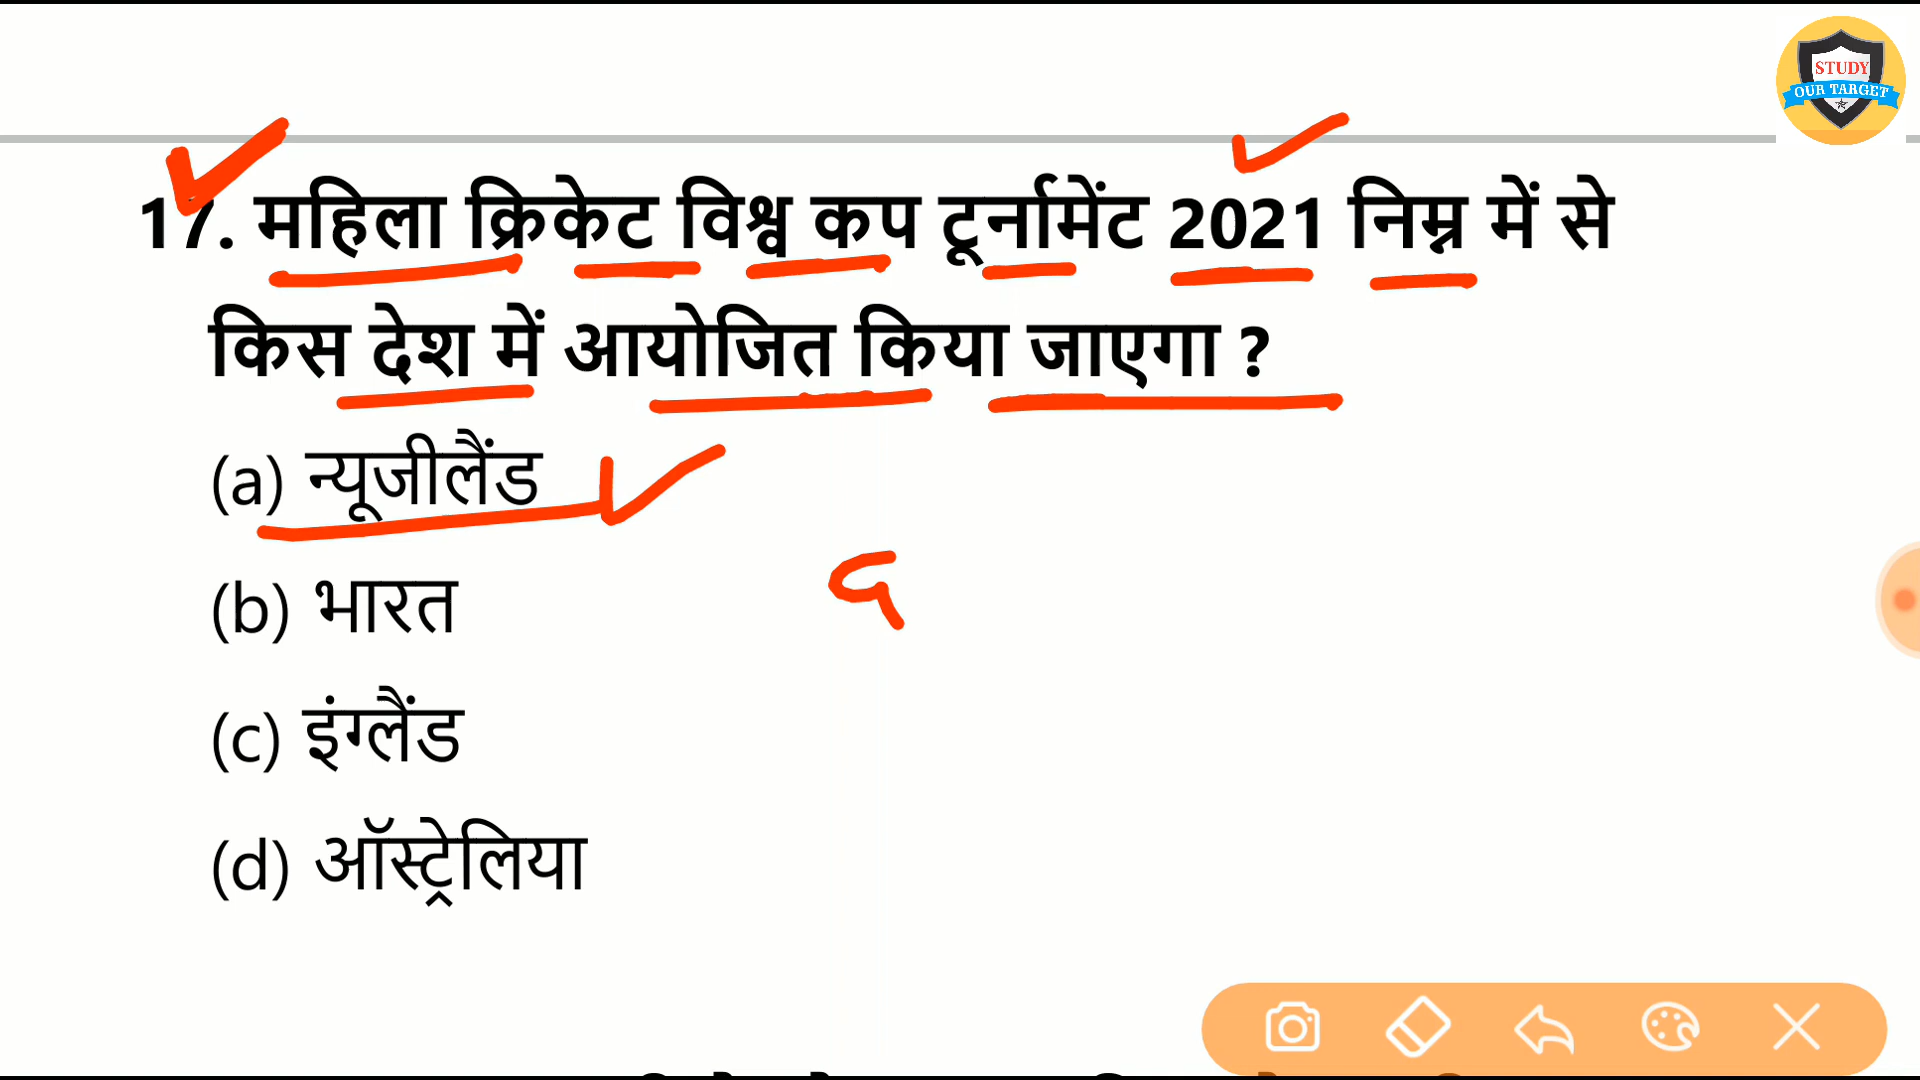 STUDY
OUR TARGET
17. महिला क्रिकेट विश्व कप टूर्नामेंट 2021 निम्न में से
किस देश में आयोजित किया जाएगा ?
(a) न्यूजीलैंड
(b) भारत
(c) इंग्लैंड
(d) ऑस्ट्रेलिया